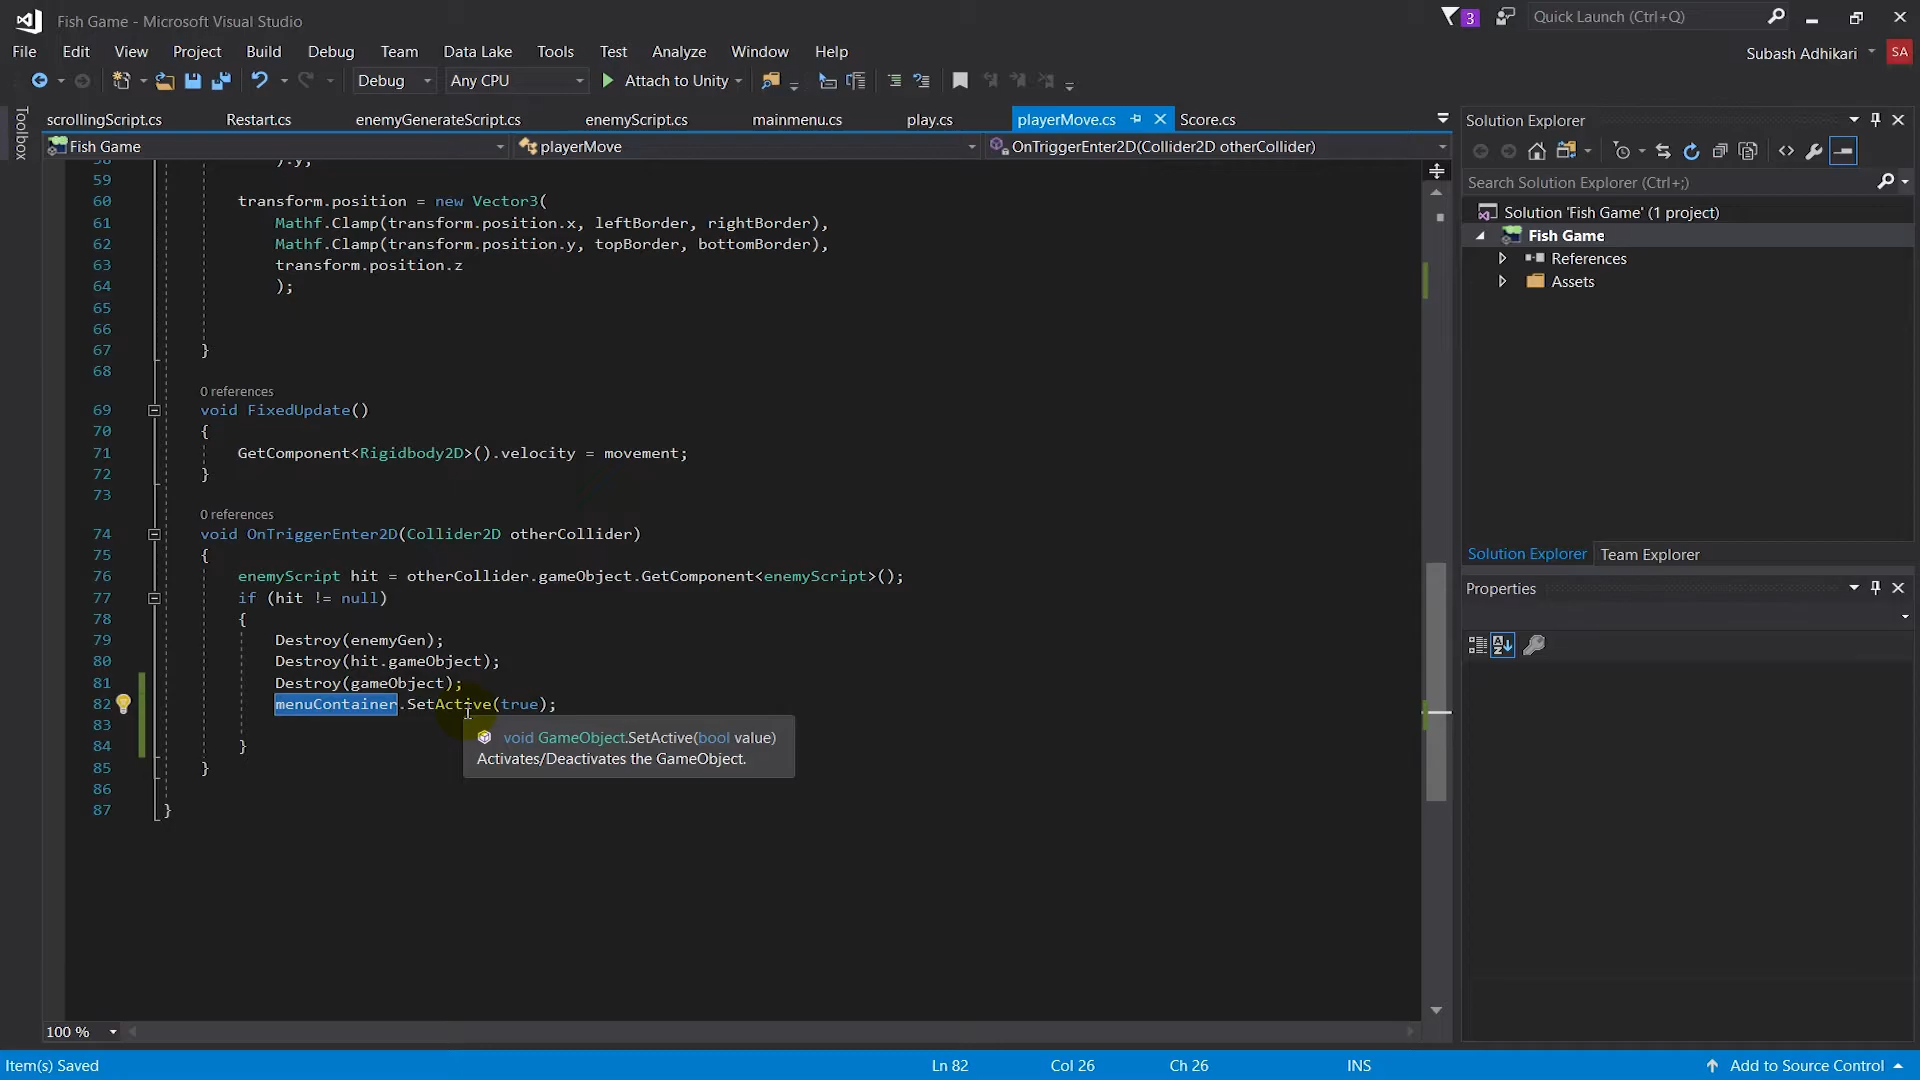 Fish Game - Microsoft Visual Studio
3
Quick Launch (Ctrl+Q)
File Edit View Project Build Debug Team Data Lake Tools Test Analyze Window Help
Subash Adhikari
SA
Debug Any CPU Attach to Unity
Toolbox
scrollingScript.cs Restart.cs enemyGenerateScript.cs enemyScript.cs mainmenu.cs play.cs playerMove.cs Score.cs
Fish Game playerMove OnTriggerEnter2D(Collider2D otherCollider)
58 ).y;
59
60 transform.position = new Vector3(
61 Mathf.Clamp(transform.position.x, leftBorder, rightBorder),
62 Mathf.Clamp(transform.position.y, topBorder, bottomBorder),
63 transform.position.z
64 );
65
66
67 }
68
0 references
69 void FixedUpdate()
70 {
71 GetComponent<Rigidbody2D>().velocity = movement;
72 }
73
0 references
74 void OnTriggerEnter2D(Collider2D otherCollider)
75 {
76 enemyScript hit = otherCollider.gameObject.GetComponent<enemyScript>();
77 if (hit != null)
78 {
79 Destroy(enemyGen);
80 Destroy(hit.gameObject);
81 Destroy(gameObject);
82 menuContainer.SetActive(true);
83
84 }
85 }
86
87 }
void GameObject.SetActive(bool value)
Activates/Deactivates the GameObject.
100 %
Solution Explorer
Search Solution Explorer (Ctrl+;)
Solution 'Fish Game' (1 project)
Fish Game
References
Assets
Solution Explorer Team Explorer
Properties
Item(s) Saved Ln 82 Col 26 Ch 26 INS Add to Source Control